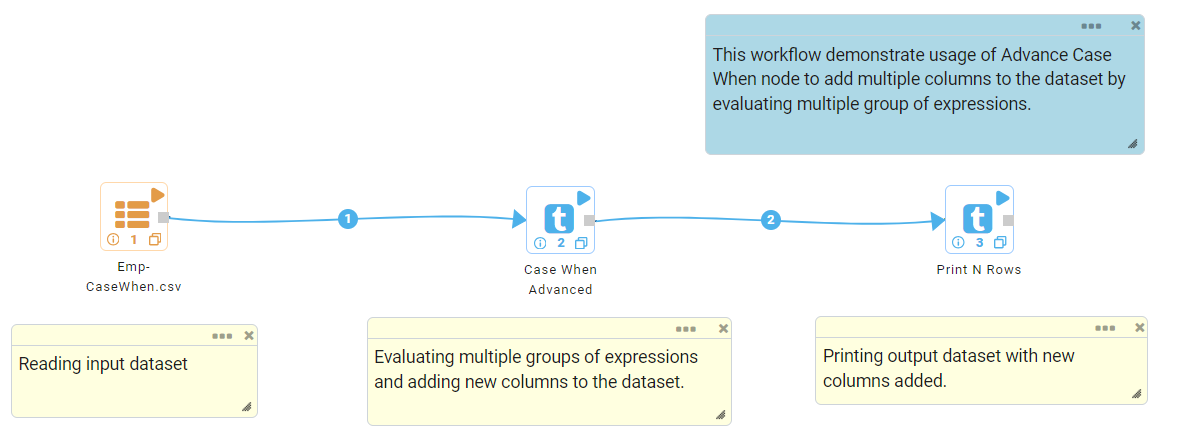 This workflow demonstrate usage of Advance Case
When node to add multiple columns to the dataset by
evaluating multiple group of expressions.
1
2
1
2
3
Emp-
CaseWhen.csv
Case When
Advanced
Print N Rows
Reading input dataset
Evaluating multiple groups of expressions
and adding new columns to the dataset.
Printing output dataset with new
columns added.